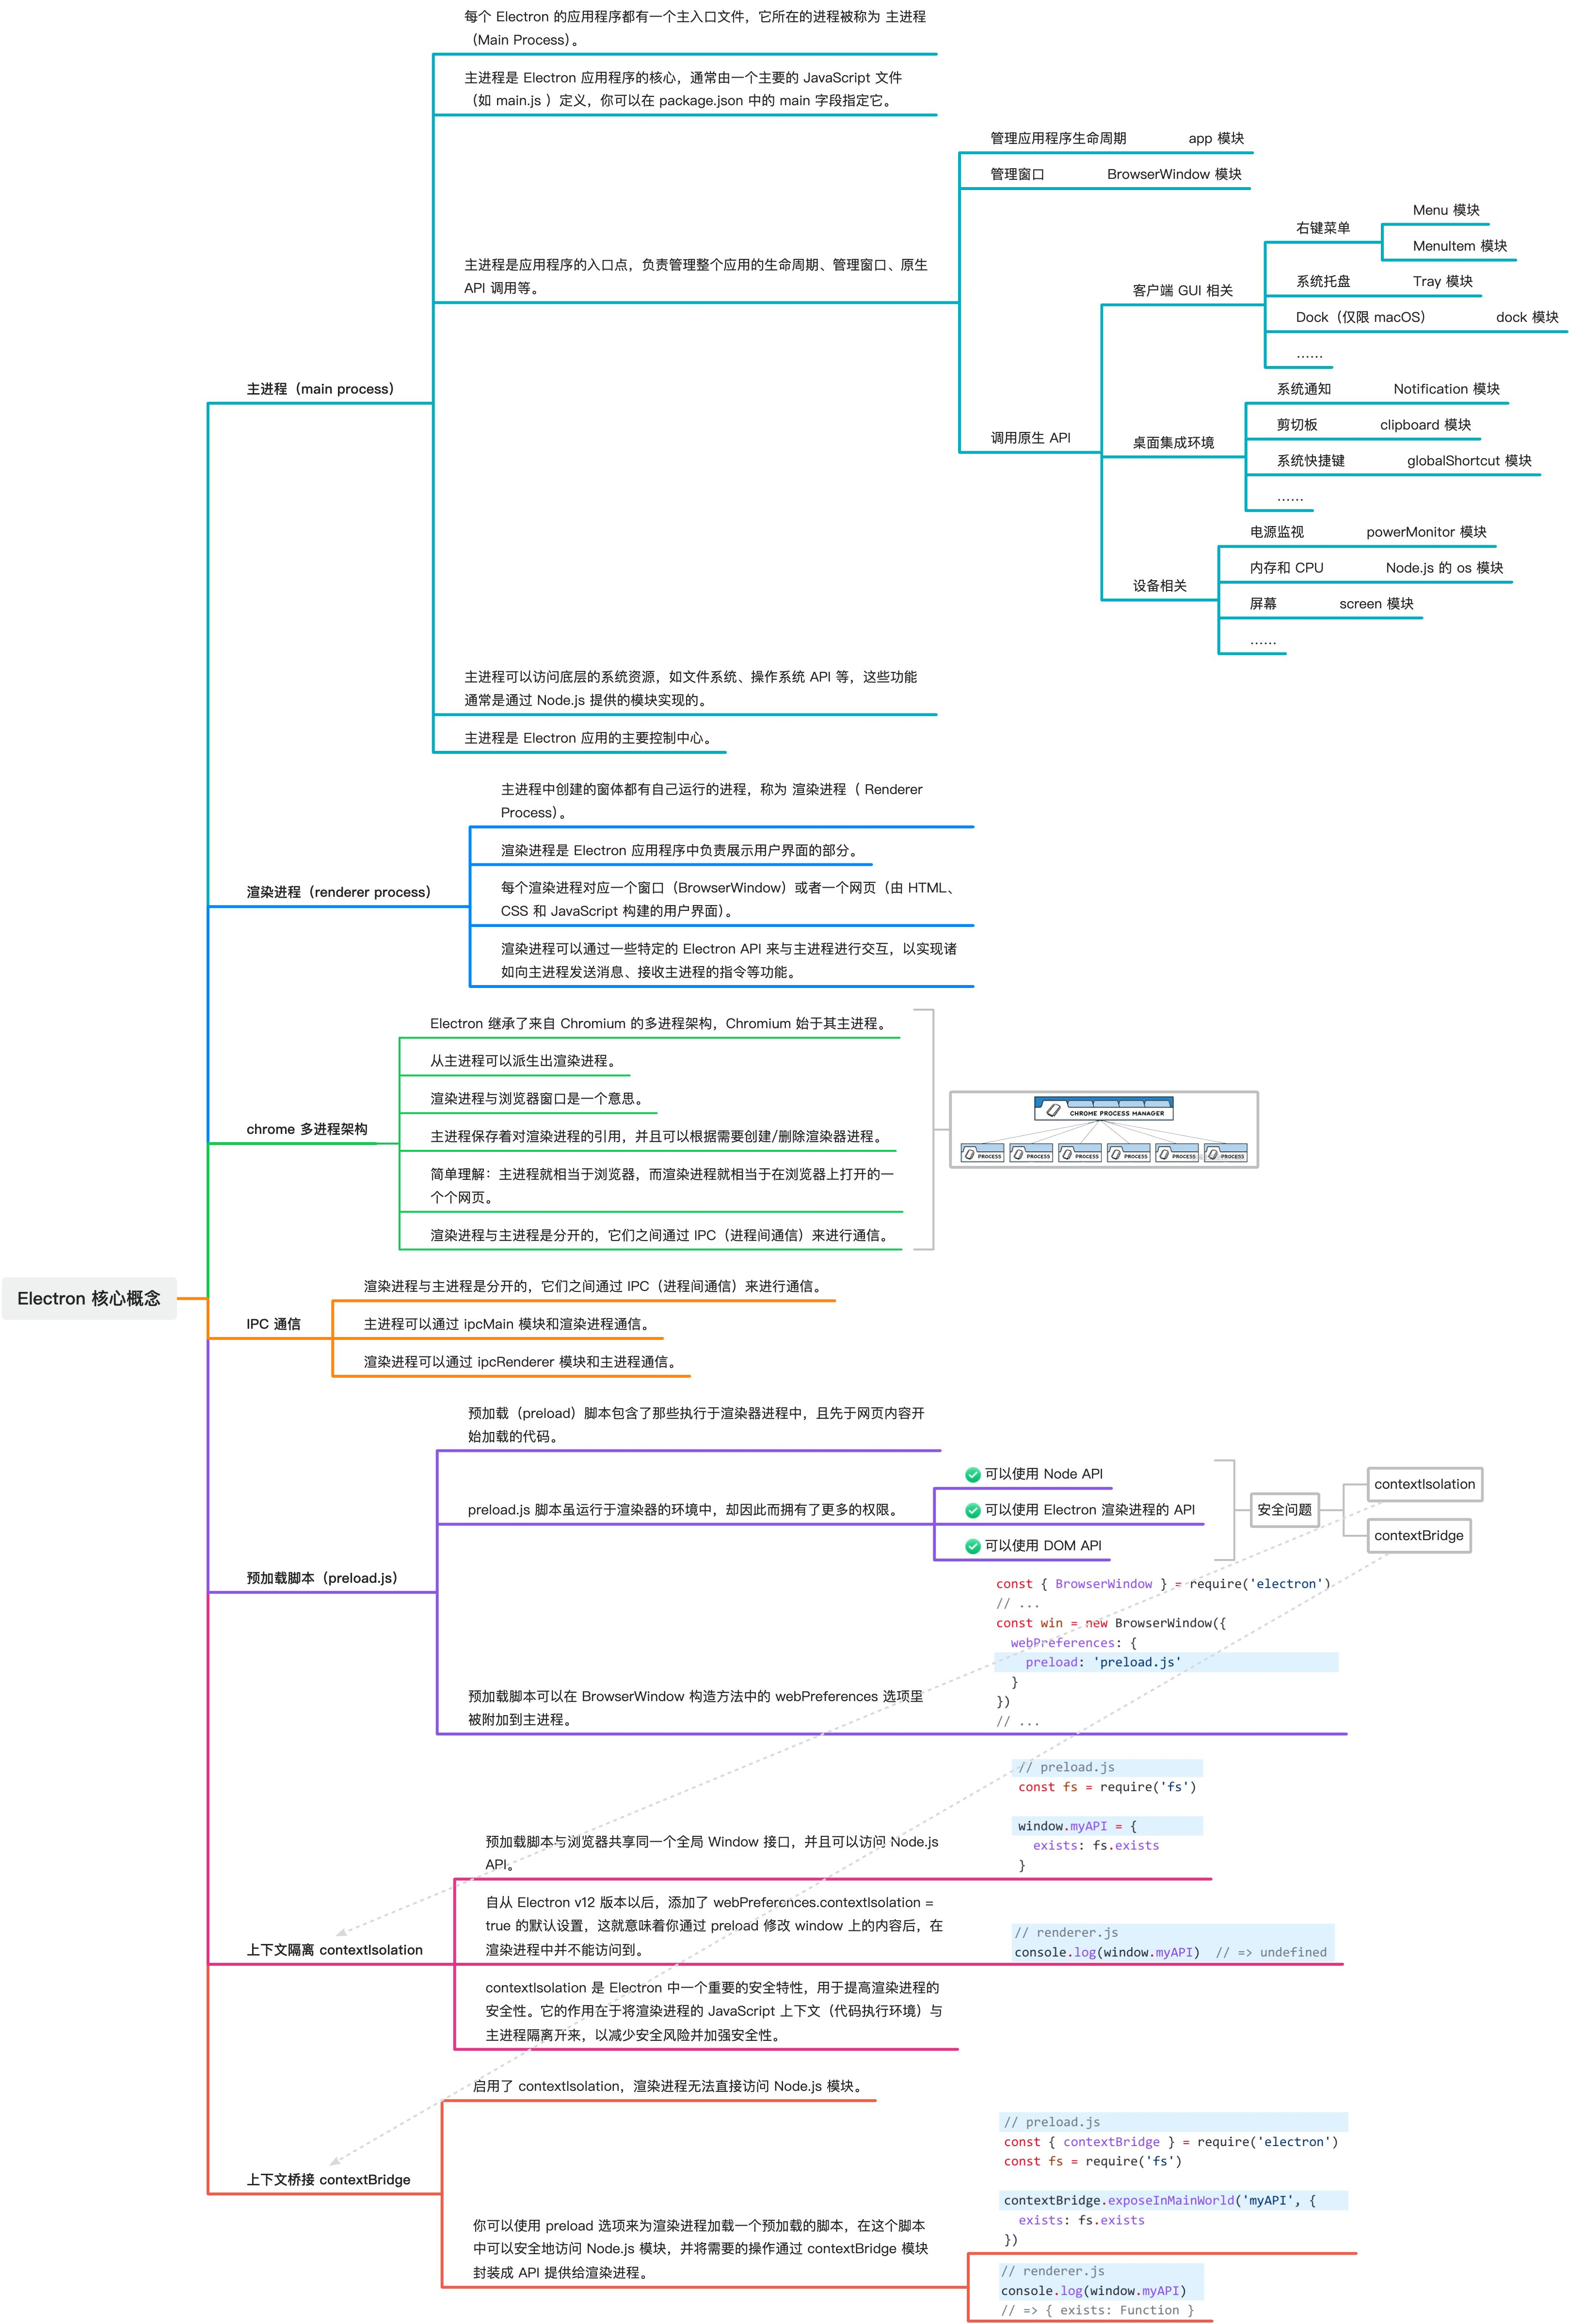 每个 Electron 的应用程序都有一个主入口文件，它所在的进程被称为 主进程
（Main Process）。
主进程是 Electron 应用程序的核心，通常由一个主要的 JavaScript 文件
（如 main.js ）定义，你可以在 package.json 中的 main 字段指定它。
管理应用程序生命周期
app 模块
管理窗口
BrowserWindow 模块
主进程是应用程序的入口点，负责管理整个应用的生命周期、管理窗口、原生
API 调用等。
右键菜单
Menu 模块
MenuItem 模块
客户端 GUI 相关
系统托盘
Tray 模块
Dock（仅限 macOS）
dock 模块
……
调用原生 API
桌面集成环境
系统通知
Notification 模块
剪切板
clipboard 模块
系统快捷键
globalShortcut 模块
……
设备相关
电源监视
powerMonitor 模块
内存和 CPU
Node.js 的 os 模块
屏幕
screen 模块
……
主进程（main process）
主进程可以访问底层的系统资源，如文件系统、操作系统 API 等，这些功能
通常是通过 Node.js 提供的模块实现的。
主进程是 Electron 应用的主要控制中心。
主进程中创建的窗体都有自己运行的进程，称为 渲染进程（ Renderer
Process）。
渲染进程是 Electron 应用程序中负责展示用户界面的部分。
渲染进程（renderer process）
每个渲染进程对应一个窗口（BrowserWindow）或者一个网页（由 HTML、
CSS 和 JavaScript 构建的用户界面）。
渲染进程可以通过一些特定的 Electron API 来与主进程进行交互，以实现诸
如向主进程发送消息、接收主进程的指令等功能。
Electron 继承了来自 Chromium 的多进程架构，Chromium 始于其主进程。
从主进程可以派生出渲染进程。
渲染进程与浏览器窗口是一个意思。
chrome 多进程架构
主进程保存着对渲染进程的引用，并且可以根据需要创建/删除渲染器进程。
简单理解：主进程就相当于浏览器，而渲染进程就相当于在浏览器上打开的一
个个网页。
渲染进程与主进程是分开的，它们之间通过 IPC（进程间通信）来进行通信。
CHROME PROCESS MANAGER
PROCESS
PROCESS
PROCESS
PROCESS
PROCESS
PROCESS
Electron 核心概念
渲染进程与主进程是分开的，它们之间通过 IPC（进程间通信）来进行通信。
IPC 通信
主进程可以通过 ipcMain 模块和渲染进程通信。
渲染进程可以通过 ipcRenderer 模块和主进程通信。
预加载（preload）脚本包含了那些执行于渲染器进程中，且先于网页内容开
始加载的代码。
preload.js 脚本虽运行于渲染器的环境中，却因此而拥有了更多的权限。
可以使用 Node API
可以使用 Electron 渲染进程的 API
可以使用 DOM API
安全问题
contextIsolation
contextBridge
预加载脚本（preload.js）
const { BrowserWindow } = require('electron')
// ...
const win = new BrowserWindow({
webPreferences: {
preload: 'preload.js'
}
})
// ...
预加载脚本可以在 BrowserWindow 构造方法中的 webPreferences 选项里
被附加到主进程。
// preload.js
const fs = require('fs')
window.myAPI = {
exists: fs.exists
}
预加载脚本与浏览器共享同一个全局 Window 接口，并且可以访问 Node.js
API。
自从 Electron v12 版本以后，添加了 webPreferences.contextIsolation =
true 的默认设置，这就意味着你通过 preload 修改 window 上的内容后，在
渲染进程中并不能访问到。
// renderer.js
console.log(window.myAPI)  // => undefined
上下文隔离 contextIsolation
contextIsolation 是 Electron 中一个重要的安全特性，用于提高渲染进程的
安全性。它的作用在于将渲染进程的 JavaScript 上下文（代码执行环境）与
主进程隔离开来，以减少安全风险并加强安全性。
启用了 contextIsolation，渲染进程无法直接访问 Node.js 模块。
上下文桥接 contextBridge
// preload.js
const { contextBridge } = require('electron')
const fs = require('fs')
contextBridge.exposeInMainWorld('myAPI', {
exists: fs.exists
})
你可以使用 preload 选项来为渲染进程加载一个预加载的脚本，在这个脚本
中可以安全地访问 Node.js 模块，并将需要的操作通过 contextBridge 模块
封装成 API 提供给渲染进程。
// renderer.js
console.log(window.myAPI)
// => { exists: Function }